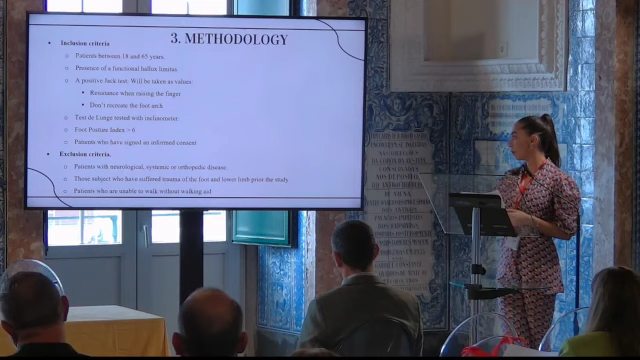 3. METHODOLOGY
• Inclusion criteria
○ Patients between 18 and 65 years.
○ Presence of a functional hallux limitus
○ A positive Jack test. Will be taken as values:
▪ Resistance when raising the finger
▪ Don't recreate the foot arch
○ Test de Lunge tested with inclinometer.
○ Foot Posture Index > 6
○ Patients who have signed an informed consent
• Exclusion criteria.
○ Patients with neurological, systemic or orthopedic disease.
○ Those subject who have suffered trauma of the foot and lower limb prior the study.
○ Patients who are unable to walk without walking aid